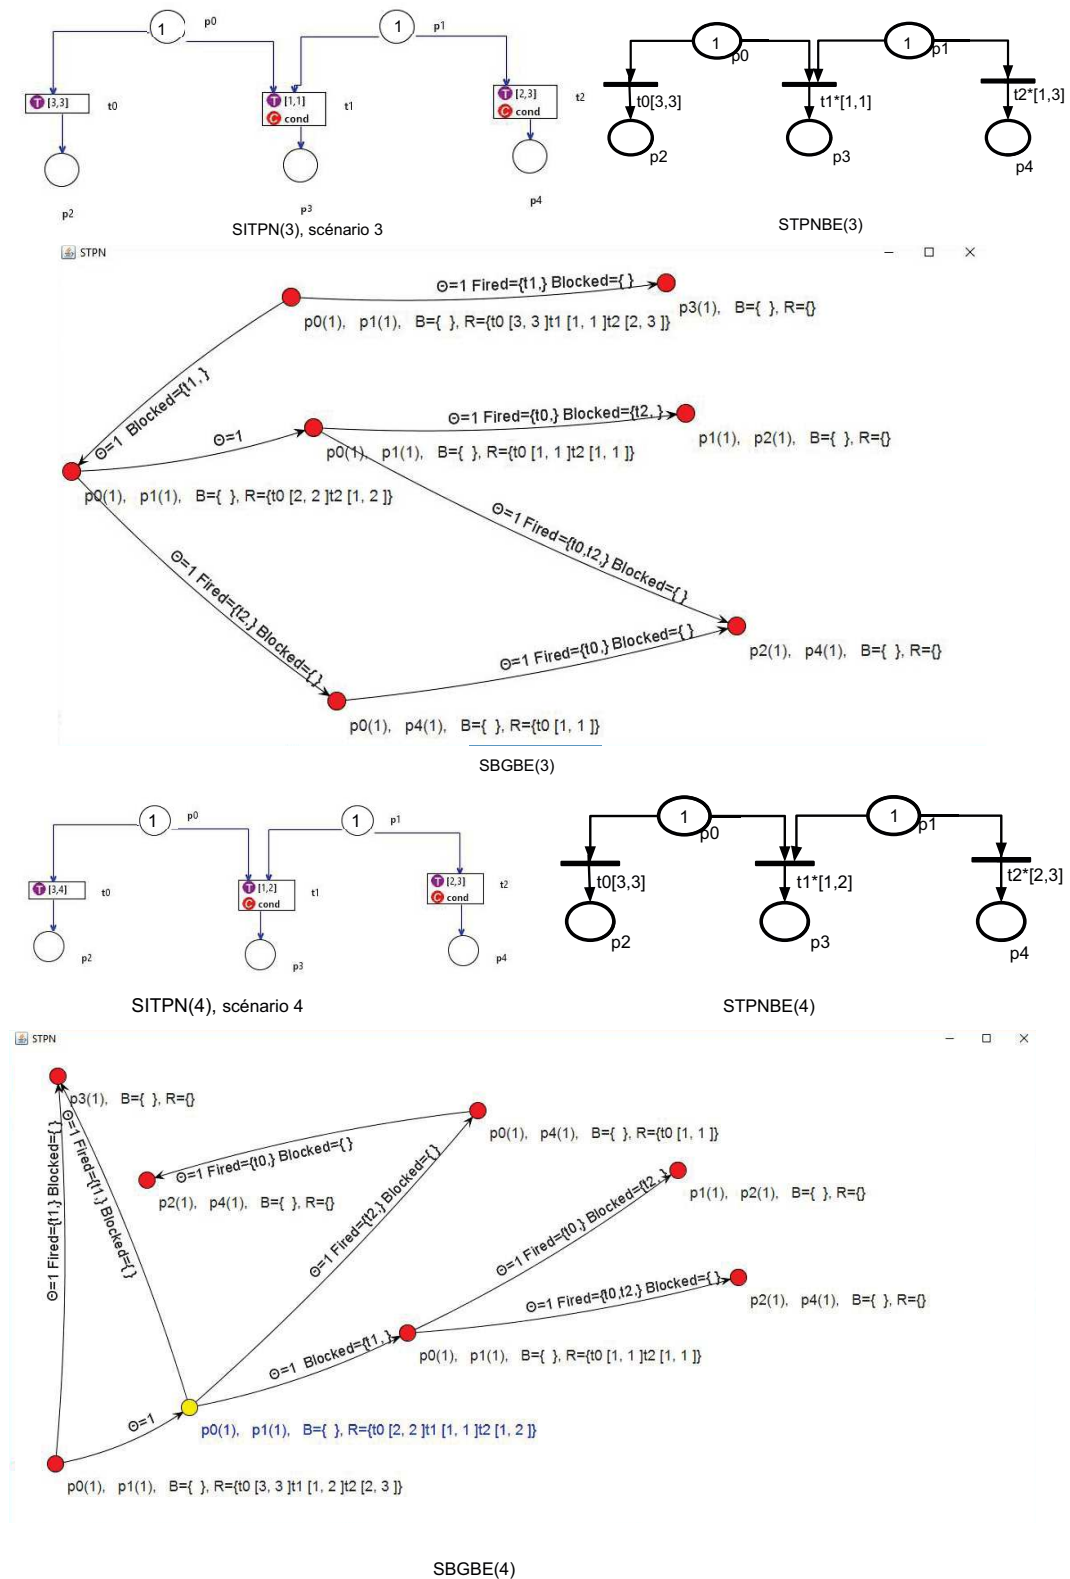 1 p0
1 p1
T [3,3] t0
T [1,1] t1
C cond
T [2,3] t2
C cond
p2
p3
p4
SITPN(3), scénario 3
1 p0
1 p1
t0[3,3]
t1*[1,1]
t2*[1,3]
p2
p3
p4
STPNBE(3)
STPN
Θ=1 Fired={t1,} Blocked={ }
p3(1), B={ }, R={}
p0(1), p1(1), B={ }, R={t0 [3, 3 ]t1 [1, 1 ]t2 [2, 3 ]}
Θ=1 Blocked={t1, }
Θ=1
Θ=1 Fired={t0,} Blocked={t2, }
p1(1), p2(1), B={ }, R={}
p0(1), p1(1), B={ }, R={t0 [1, 1 ]t2 [1, 1 ]}
p0(1), p1(1), B={ }, R={t0 [2, 2 ]t2 [1, 2 ]}
Θ=1 Fired={t0,t2,} Blocked={ }
Θ=1 Fired={t2,} Blocked={ }
Θ=1 Fired={t0,} Blocked={ }
p2(1), p4(1), B={ }, R={}
p0(1), p4(1), B={ }, R={t0 [1, 1 ]}
SBGBE(3)
1 p0
1 p1
T [3,4] t0
T [1,2] t1
C cond
T [2,3] t2
C cond
p2
p3
p4
SITPN(4), scénario 4
1 p0
1 p1
t0[3,3]
t1*[1,2]
t2*[2,3]
p2
p3
p4
STPNBE(4)
STPN
p3(1), B={ }, R={}
Θ=1 Fired={t1,} Blocked={ }
Θ=1 Fired={t1,} Blocked={ }
p0(1), p4(1), B={ }, R={t0 [1, 1 ]}
Θ=1 Fired={t0,} Blocked={ }
p2(1), p4(1), B={ }, R={}
Θ=1 Fired={t2,} Blocked={ }
p1(1), p2(1), B={ }, R={}
Θ=1 Fired={t0,} Blocked={t2, }
Θ=1 Fired={t0,t2,} Blocked={ }
p2(1), p4(1), B={ }, R={}
Θ=1 Blocked={t1, }
p0(1), p1(1), B={ }, R={t0 [1, 1 ]t2 [1, 1 ]}
Θ=1
p0(1), p1(1), B={ }, R={t0 [2, 2 ]t1 [1, 1 ]t2 [1, 2 ]}
p0(1), p1(1), B={ }, R={t0 [3, 3 ]t1 [1, 2 ]t2 [2, 3 ]}
SBGBE(4)